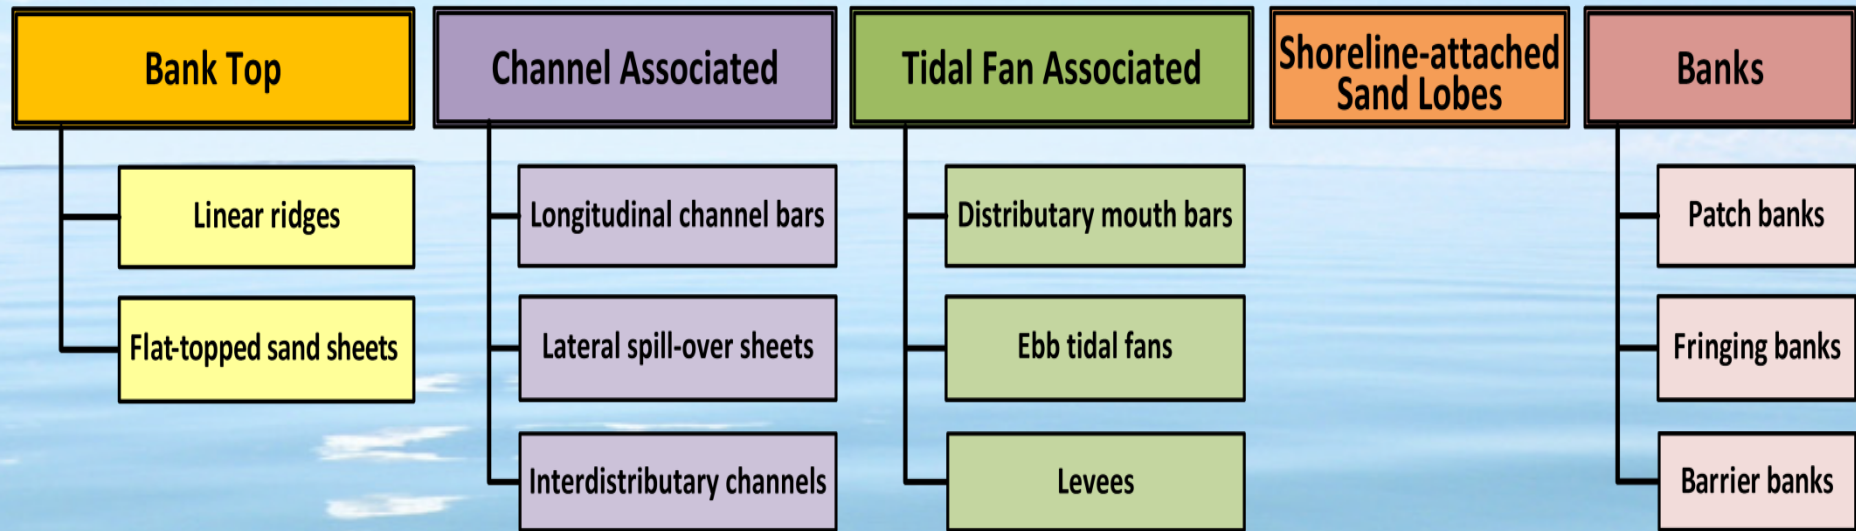 Bank Top
Linear ridges
Flat-topped sand sheets
Channel Associated
Longitudinal channel bars
Lateral spill-over sheets
Interdistributary channels
Tidal Fan Associated
Distributary mouth bars
Ebb tidal fans
Levees
Shoreline-attached
Sand Lobes
Banks
Patch banks
Fringing banks
Barrier banks